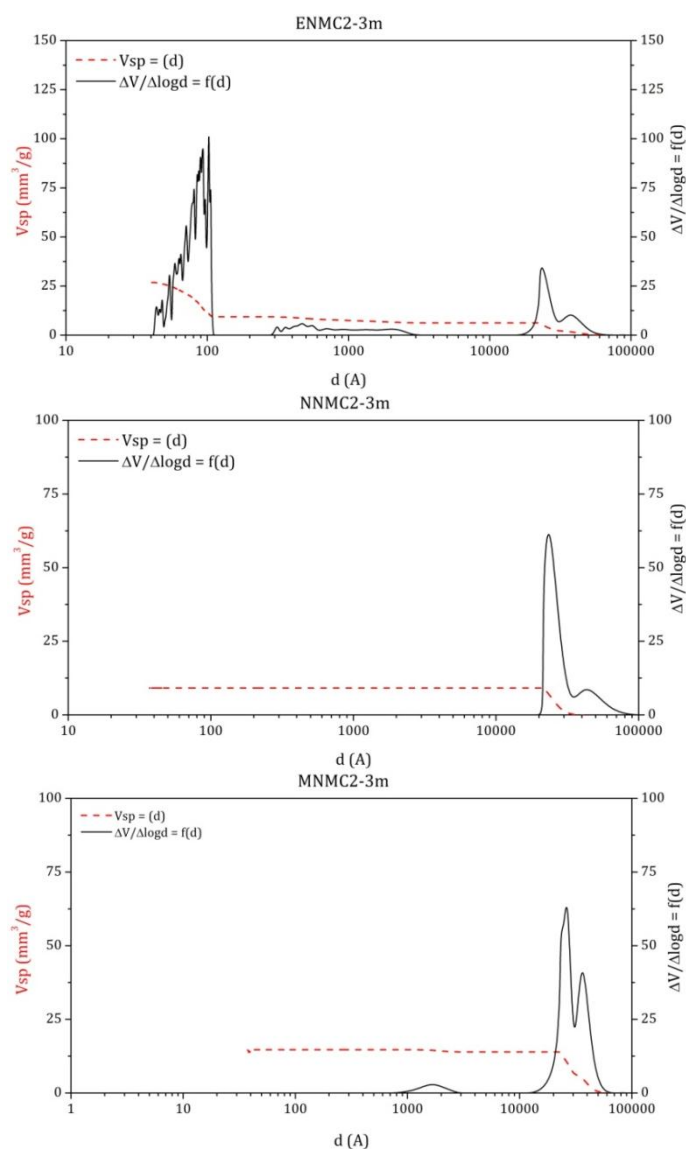 ENMC2-3m
150 150
Vsp = (d)
ΔV/Δlogd = f(d)
125 125
100 100
75 75
50 50
25 25
0 0
10 100 1000 10000 100000
Vsp (mm³/g)
ΔV/Δlogd = f(d)
d (A)
NNMC2-3m
100 100
Vsp = (d)
ΔV/Δlogd = f(d)
75 75
50 50
25 25
0 0
10 100 1000 10000 100000
Vsp (mm³/g)
ΔV/Δlogd = f(d)
d (A)
MNMC2-3m
100 100
Vsp = (d)
ΔV/Δlogd = f(d)
75 75
50 50
25 25
0 0
1 10 100 1000 10000 100000
Vsp (mm³/g)
ΔV/Δlogd = f(d)
d (A)